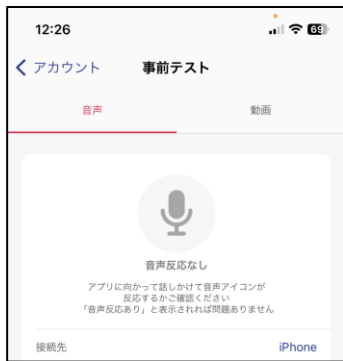 12:26
69
アカウント 事前テスト
音声 動画
音声反応なし
アプリに向かって話しかけて音声アイコンが
反応するかご確認ください
「音声反応あり」と表示されれば問題ありません
接続先 iPhone